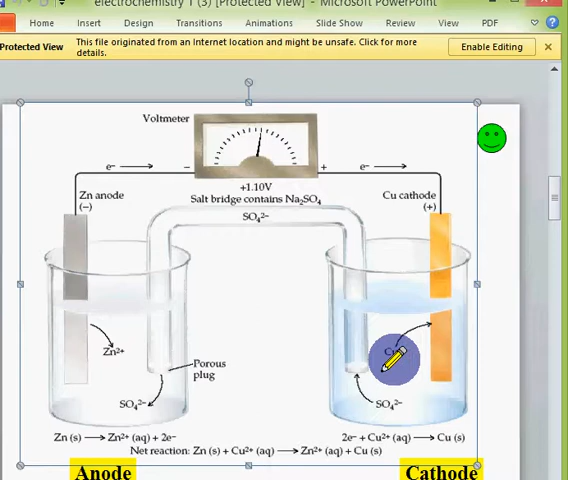 electrochemistry 1 (3) [Protected View] - Microsoft PowerPoint
Home Insert Design Transitions Animations Slide Show Review View PDF
Protected View This file originated from an Internet location and might be unsafe. Click for more details. Enable Editing
Voltmeter
e⁻ − + e⁻
+1.10V
Zn anode
(−)
Salt bridge contains Na₂SO₄
Cu cathode
(+)
SO₄²⁻
Zn²⁺
Porous
plug
SO₄²⁻
SO₄²⁻
Zn (s) ⟶ Zn²⁺ (aq) + 2e⁻
2e⁻ + Cu²⁺ (aq) ⟶ Cu (s)
Net reaction: Zn (s) + Cu²⁺ (aq) ⟶ Zn²⁺ (aq) + Cu (s)
Anode
Cathode